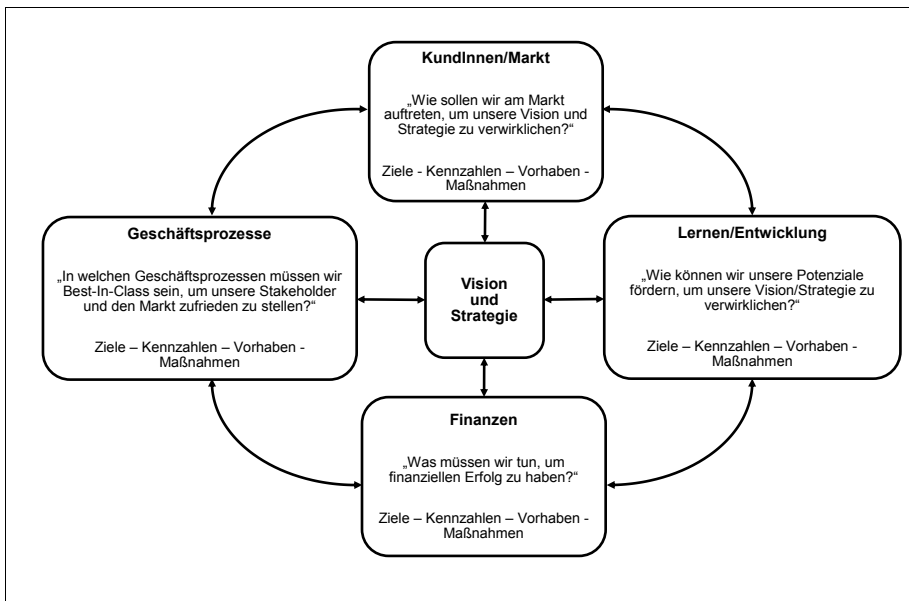 KundInnen/Markt
„Wie sollen wir am Markt
auftreten, um unsere Vision und
Strategie zu verwirklichen?“
Ziele - Kennzahlen – Vorhaben -
Maßnahmen
Geschäftsprozesse
„In welchen Geschäftsprozessen müssen wir
Best-In-Class sein, um unsere Stakeholder
und den Markt zufrieden zu stellen?“
Ziele – Kennzahlen – Vorhaben -
Maßnahmen
Vision
und
Strategie
Lernen/Entwicklung
„Wie können wir unsere Potenziale
fördern, um unsere Vision/Strategie zu
verwirklichen?“
Ziele – Kennzahlen – Vorhaben -
Maßnahmen
Finanzen
„Was müssen wir tun, um
finanziellen Erfolg zu haben?“
Ziele – Kennzahlen – Vorhaben -
Maßnahmen